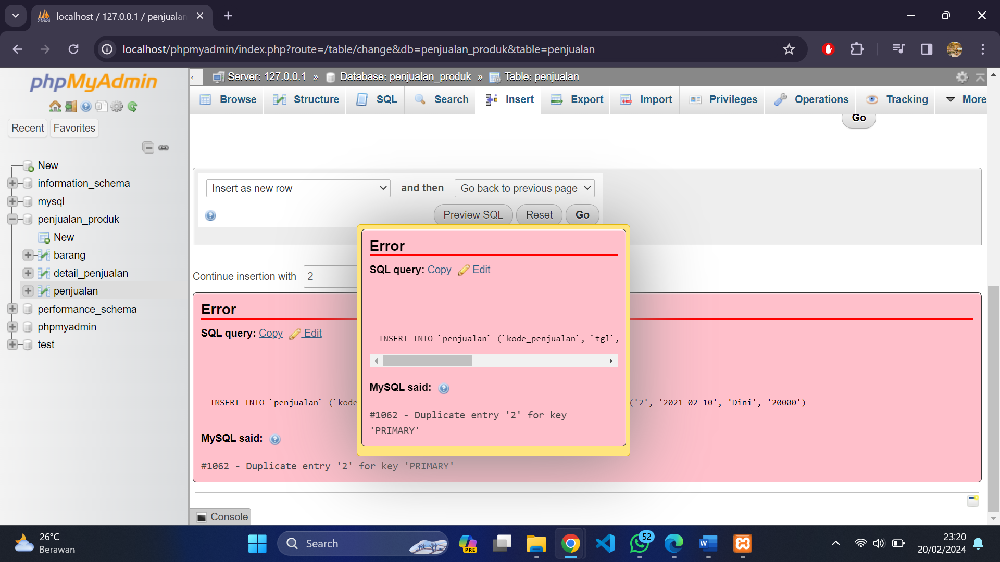 localhost / 127.0.0.1 / penjualan
localhost/phpmyadmin/index.php?route=/table/change&db=penjualan_produk&table=penjualan
phpMyAdmin
Recent
Favorites
New
information_schema
mysql
penjualan_produk
New
barang
detail_penjualan
penjualan
performance_schema
phpmyadmin
test
Server: 127.0.0.1 » Database: penjualan_produk » Table: penjualan
Browse Structure SQL Search Insert Export Import Privileges Operations Tracking More
Go
Insert as new row and then Go back to previous page
Preview SQL Reset Go
Continue insertion with 2
Error
SQL query: Copy Edit
INSERT INTO `penjualan` (`kode_penjualan`, `tgl`,
MySQL said:
#1062 - Duplicate entry '2' for key
'PRIMARY'
Error
SQL query: Copy Edit
INSERT INTO `penjualan` (`kode ('2', '2021-02-10', 'Dini', '20000')
MySQL said:
#1062 - Duplicate entry '2' for key 'PRIMARY'
Console
26°C
Berawan
Search
PRE
52
W
23:20
20/02/2024